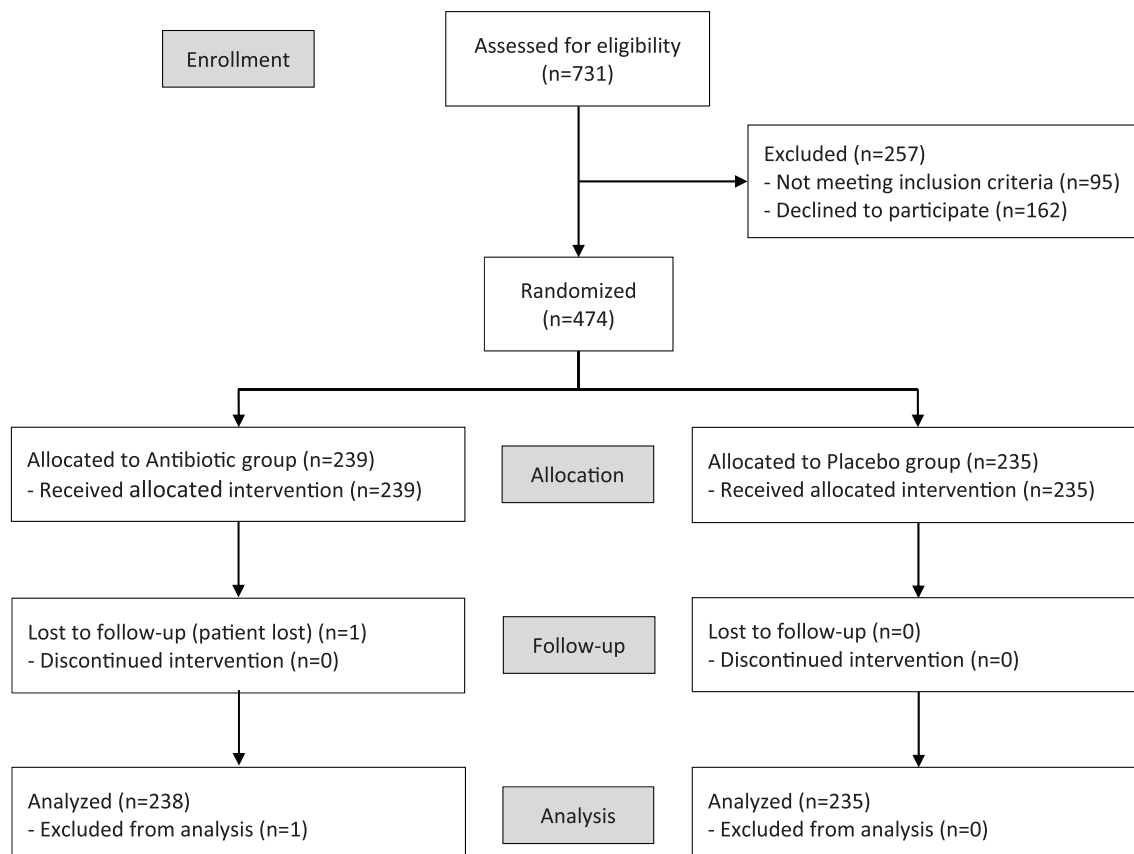 Enrollment
Assessed for eligibility
(n=731)
Excluded (n=257)
- Not meeting inclusion criteria (n=95)
- Declined to participate (n=162)
Randomized
(n=474)
Allocated to Antibiotic group (n=239)
- Received allocated intervention (n=239)
Allocation
Allocated to Placebo group (n=235)
- Received allocated intervention (n=235)
Lost to follow-up (patient lost) (n=1)
- Discontinued intervention (n=0)
Follow-up
Lost to follow-up (n=0)
- Discontinued intervention (n=0)
Analyzed (n=238)
- Excluded from analysis (n=1)
Analysis
Analyzed (n=235)
- Excluded from analysis (n=0)